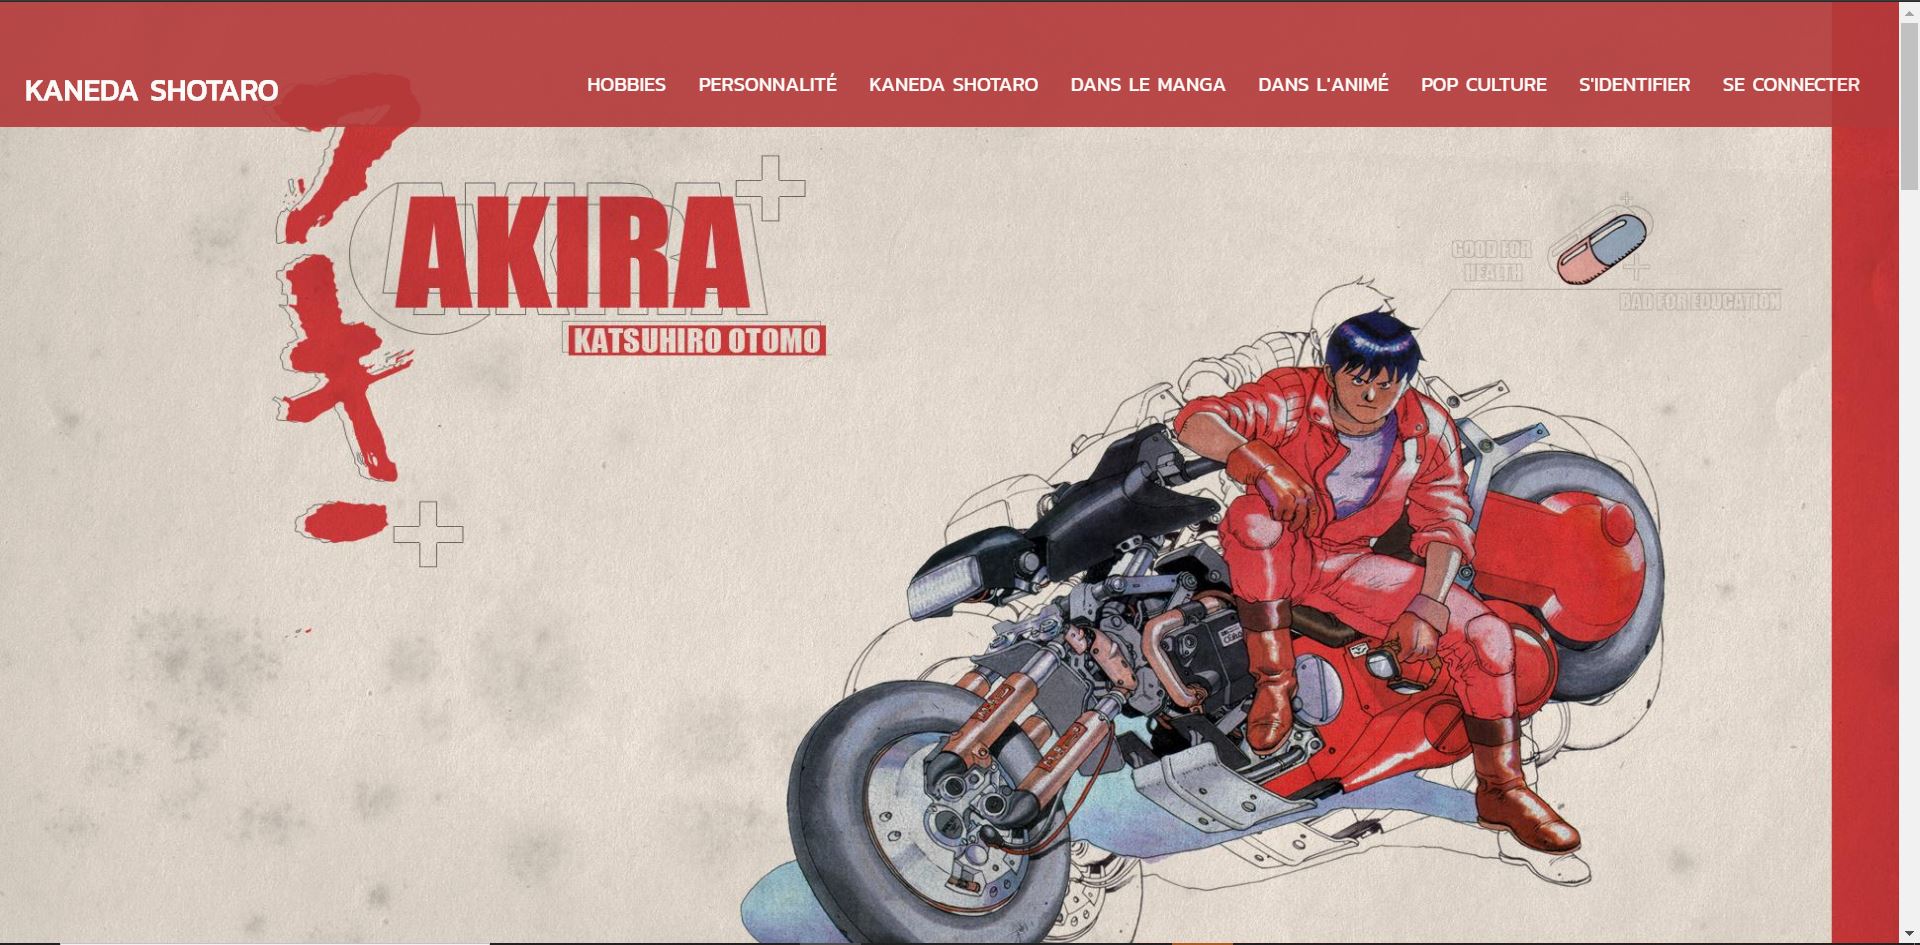 KANEDA SHOTARO
HOBBIES
PERSONNALITÉ
KANEDA SHOTARO
DANS LE MANGA
DANS L'ANIMÉ
POP CULTURE
S'IDENTIFIER
SE CONNECTER
アキラ
AKIRA
KATSUHIRO OTOMO
GOOD FOR
HEALTH
BAD FOR EDUCATION